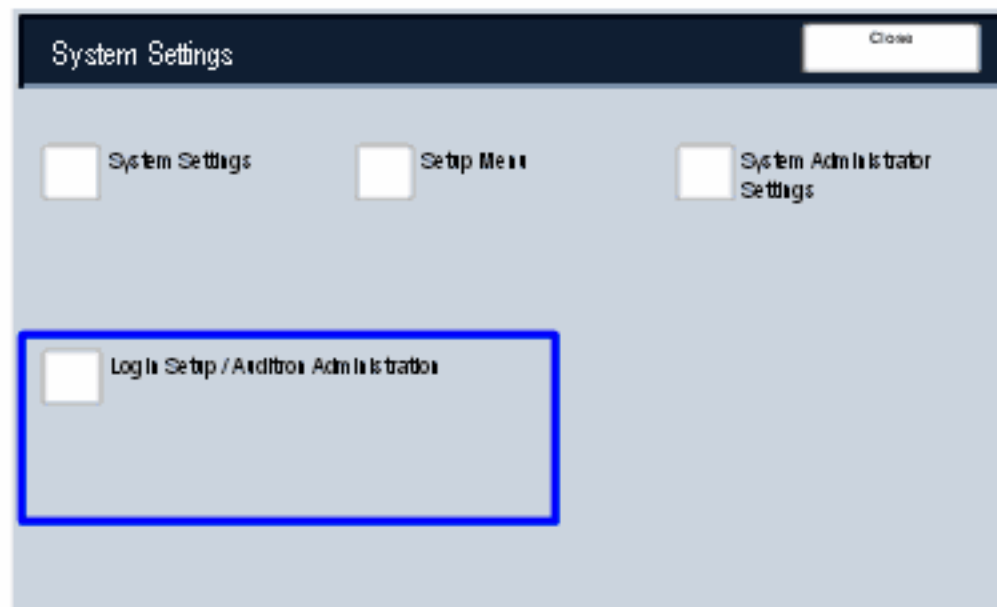 System Settings
Close
System Settings
Setup Menu
System Administrator
Settings
Login Setup / Auditron Administration